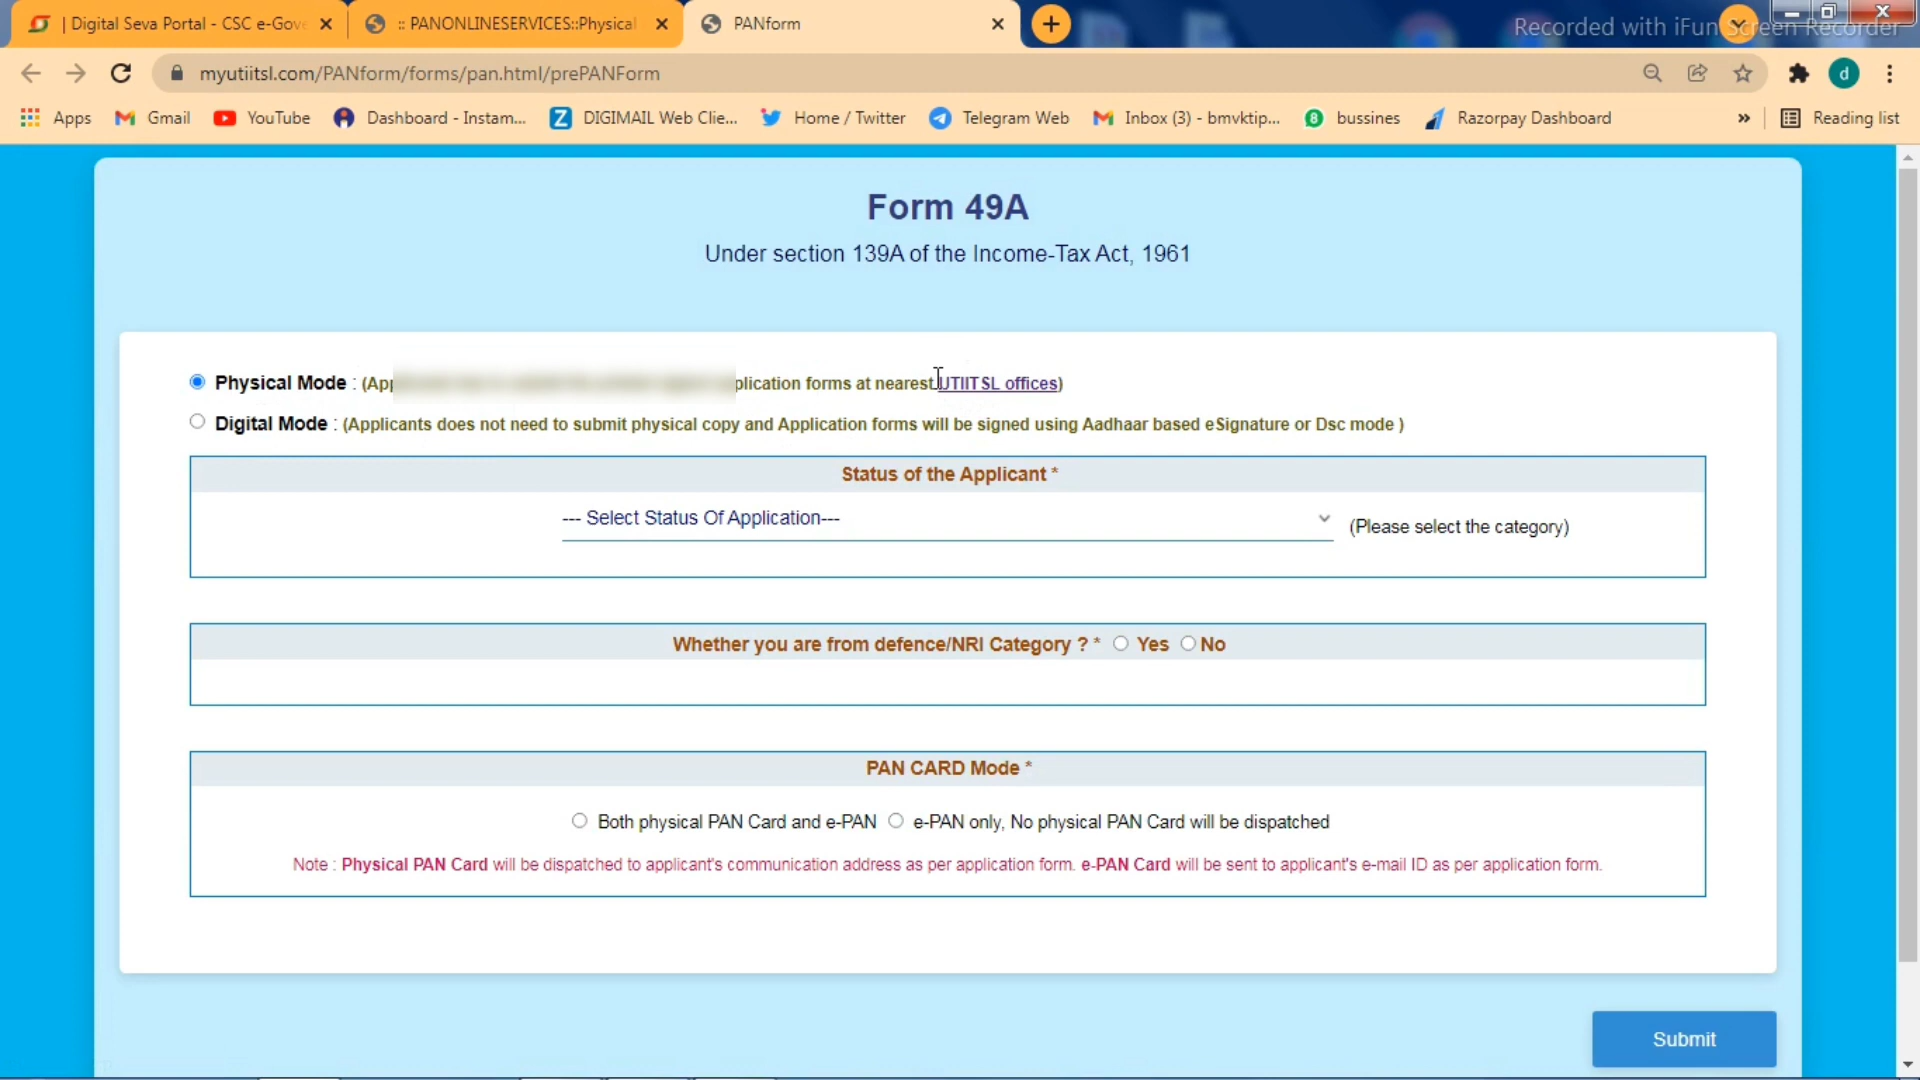 | Digital Seva Portal - CSC e-Gove
:: PANONLINESERVICES::Physical
PANform
Recorded with iFun Screen Recorder
myutiitsl.com/PANform/forms/pan.html/prePANForm
d
Apps
Gmail
YouTube
Dashboard - Instam...
DIGIMAIL Web Clie...
Home / Twitter
Telegram Web
Inbox (3) - bmvktip...
8 bussines
Razorpay Dashboard
»
Reading list
Form 49A
Under section 139A of the Income-Tax Act, 1961
Physical Mode : (App plication forms at nearest UTIITSL offices)
Digital Mode : (Applicants does not need to submit physical copy and Application forms will be signed using Aadhaar based eSignature or Dsc mode )
Status of the Applicant *
--- Select Status Of Application---
(Please select the category)
Whether you are from defence/NRI Category ? * Yes No
PAN CARD Mode *
Both physical PAN Card and e-PAN e-PAN only, No physical PAN Card will be dispatched
Note : Physical PAN Card will be dispatched to applicant's communication address as per application form. e-PAN Card will be sent to applicant's e-mail ID as per application form.
Submit